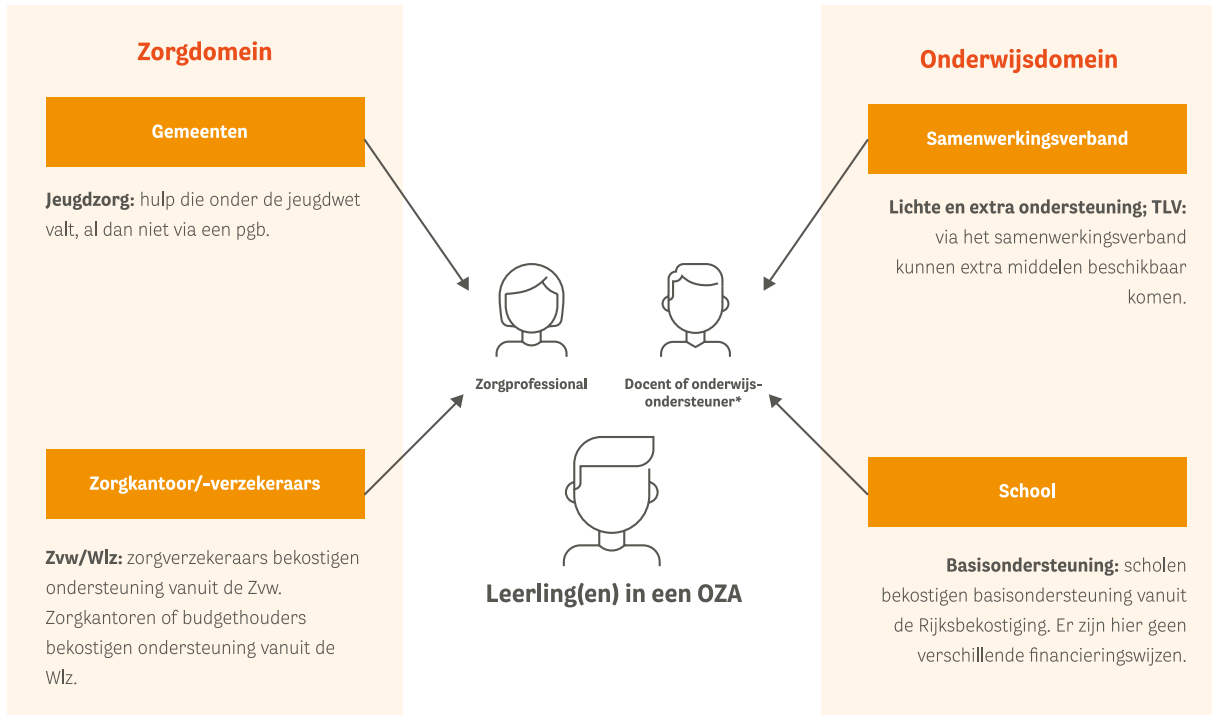 Zorgdomein
Gemeenten
Jeugdzorg: hulp die onder de jeugdwet
valt, al dan niet via een pgb.
Zorgkantoor/-verzekeraars
Zvw/Wlz: zorgverzekeraars bekostigen
ondersteuning vanuit de Zvw.
Zorgkantoren of budgethouders
bekostigen ondersteuning vanuit de
Wlz.
Zorgprofessional
Docent of onderwijs-
ondersteuner*
Leerling(en) in een OZA
Onderwijsdomein
Samenwerkingsverband
Lichte en extra ondersteuning; TLV:
via het samenwerkingsverband
kunnen extra middelen beschikbaar
komen.
School
Basisondersteuning: scholen
bekostigen basisondersteuning vanuit
de Rijksbekostiging. Er zijn hier geen
verschillende financieringswijzen.